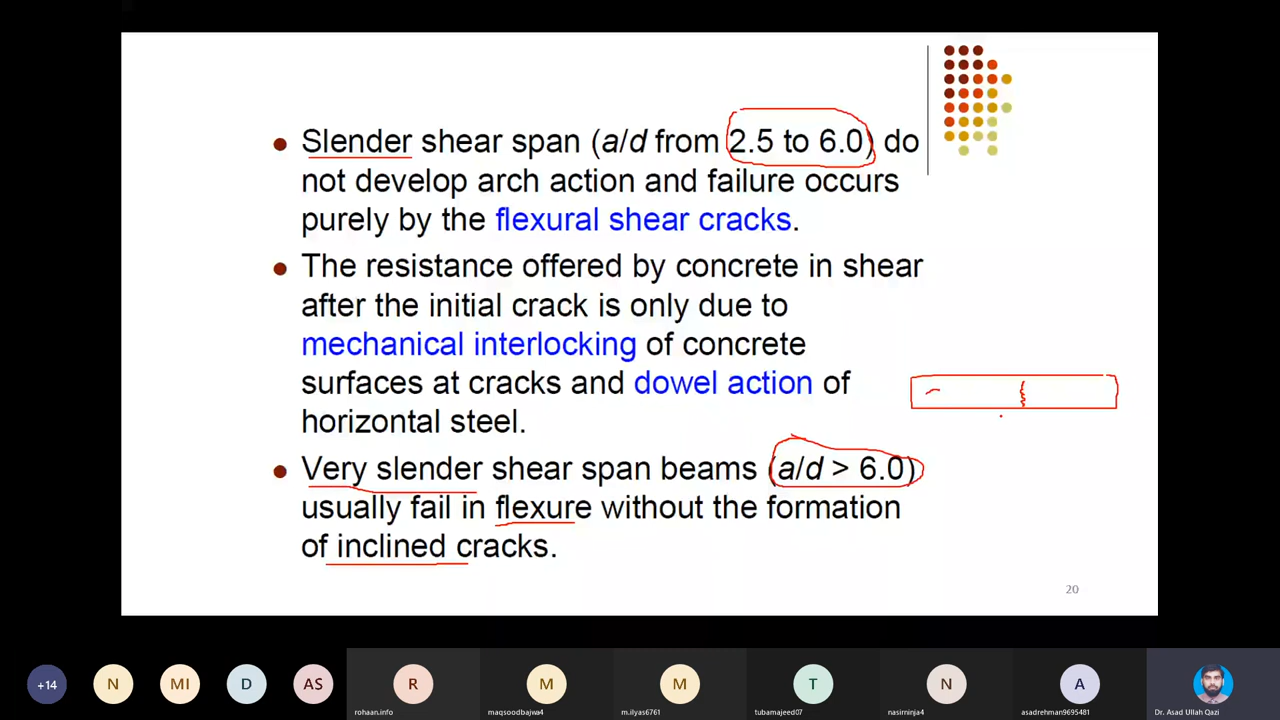 Slender shear span (a/d from 2.5 to 6.0) do
not develop arch action and failure occurs
purely by the flexural shear cracks.
The resistance offered by concrete in shear
after the initial crack is only due to
mechanical interlocking of concrete
surfaces at cracks and dowel action of
horizontal steel.
Very slender shear span beams (a/d > 6.0)
usually fail in flexure without the formation
of inclined cracks.
20
+14
N
MI
D
AS
R
M
M
T
N
A
rohaan.info
maqsoodbajwa4
m.ilyas6761
tubamajeed07
nasirninja4
asadrehman9695481
Dr. Asad Ullah Qazi